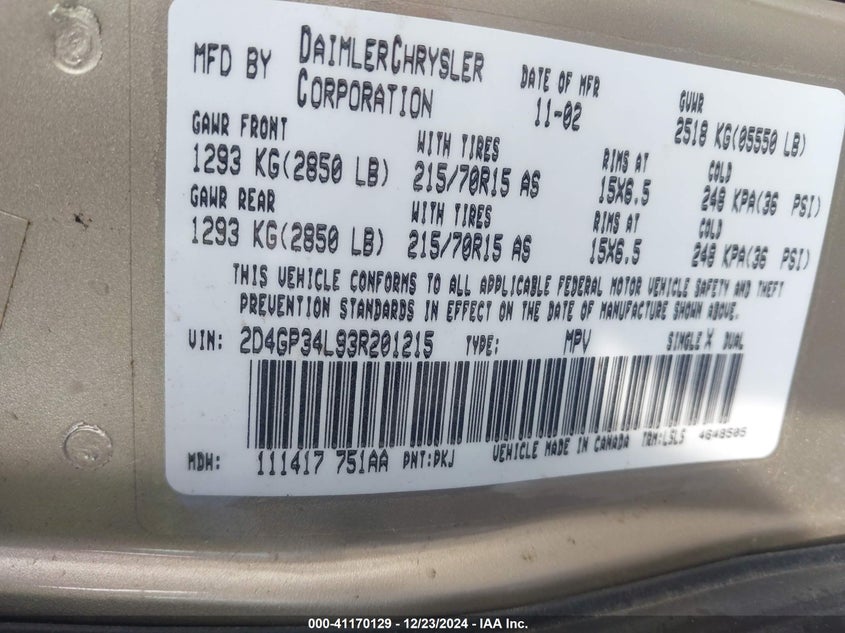 MFD BY DAIMLERCHRYSLER CORPORATION DATE OF MFR 11-02 GVWR 2518 KG(05550 LB)
GAWR FRONT WITH TIRES RIMS AT COLD
1293 KG(2850 LB) 215/70R15 AS 15X6.5 248 KPA(36 PSI)
GAWR REAR WITH TIRES RIMS AT COLD
1293 KG(2850 LB) 215/70R15 AS 15X6.5 248 KPA(36 PSI)
THIS VEHICLE CONFORMS TO ALL APPLICABLE FEDERAL MOTOR VEHICLE SAFETY AND THEFT
PREVENTION STANDARDS IN EFFECT ON THE DATE OF MANUFACTURE SHOWN ABOVE.
VIN: 2D4GP34L93R201215 TYPE: MPV SINGLE X DUAL
MDH: 111417 751AA PNT:PKJ VEHICLE MADE IN CANADA TRM:L5L5 4648505
000-41170129 - 12/23/2024 - IAA Inc.